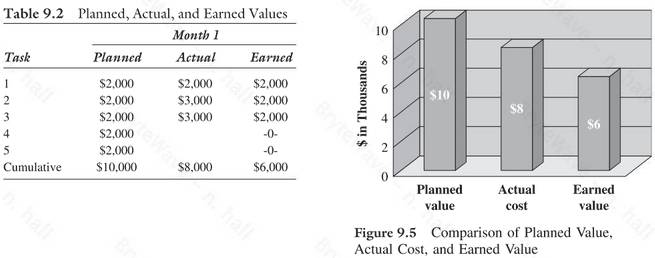 Table 9.2 Planned, Actual, and Earned Values
Month 1
Task Planned Actual Earned
1 $2,000 $2,000 $2,000
2 $2,000 $3,000 $2,000
3 $2,000 $3,000 $2,000
4 $2,000 -0-
5 $2,000 -0-
Cumulative $10,000 $8,000 $6,000
$ in Thousands
10
8
6
4
2
0
$10
$8
$6
Planned value
Actual cost
Earned value
Figure 9.5 Comparison of Planned Value,
Actual Cost, and Earned Value